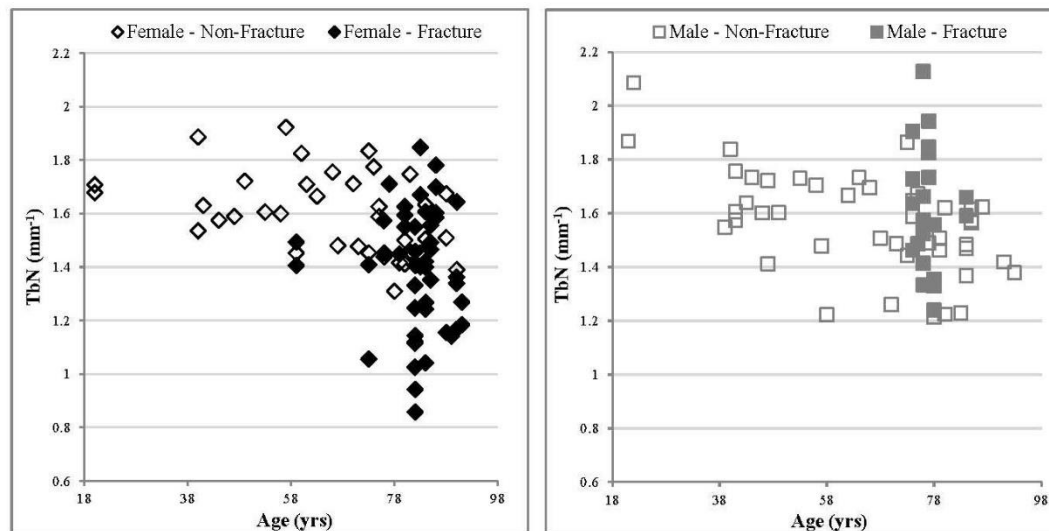 Female - Non-Fracture Female - Fracture
2.2
2
1.8
1.6
1.4
1.2
1
0.8
0.6
TbN (mm⁻¹)
18 38 58 78 98
Age (yrs)
Male - Non-Fracture Male - Fracture
2.2
2
1.8
1.6
1.4
1.2
1
0.8
0.6
TbN (mm⁻¹)
18 38 58 78 98
Age (yrs)